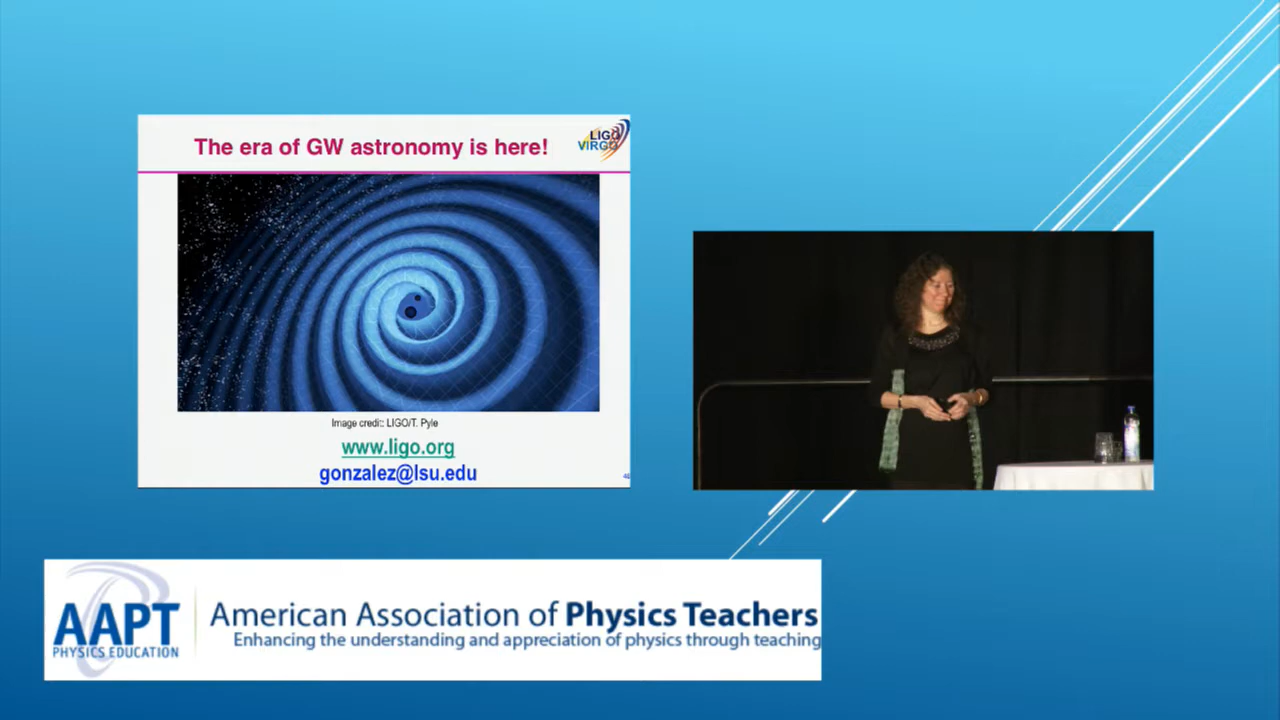 The era of GW astronomy is here!
LIGO
VIRGO
Image credit: LIGO/T. Pyle
www.ligo.org
gonzalez@lsu.edu
AAPT
PHYSICS EDUCATION
American Association of Physics Teachers
Enhancing the understanding and appreciation of physics through teaching